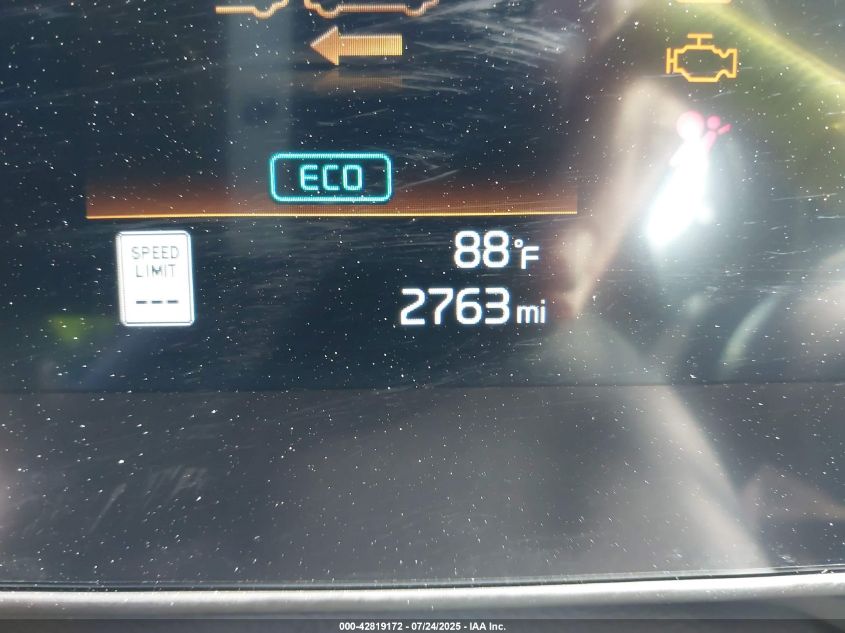 ECO
SPEED
LIMIT
---
88°F
2763 mi
000-42819172 - 07/24/2025 - IAA Inc.